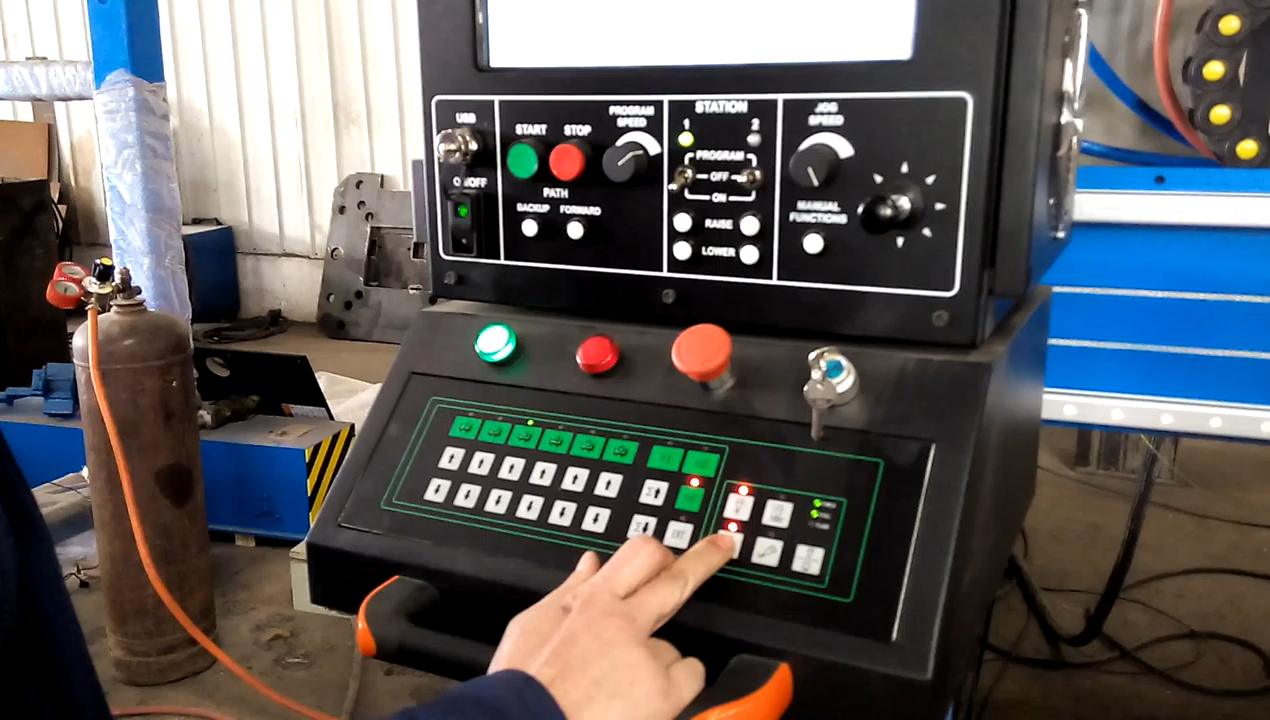 USB
START
STOP
PROGRAM
SPEED
ON/OFF
PATH
BACKUP
FORWARD
STATION
1
2
PROGRAM
OFF
ON
RAISE
LOWER
JOG
SPEED
MANUAL
FUNCTIONS